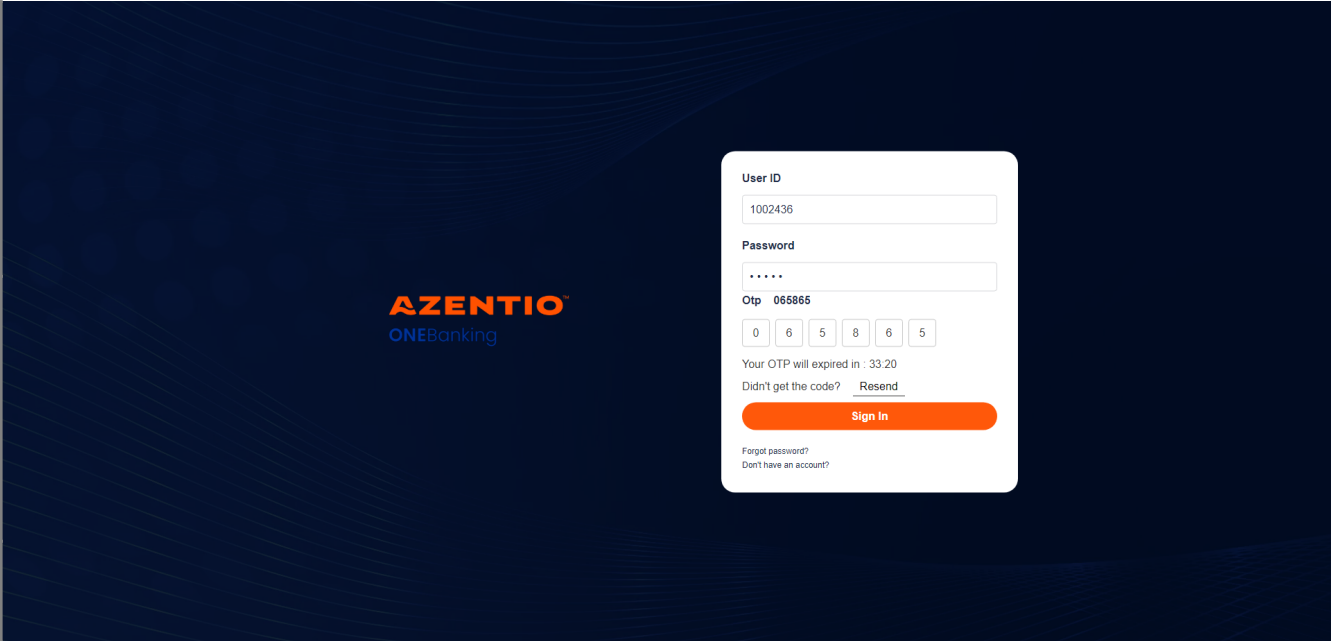 AZENTIO™
ONEBanking
User ID
1002436
Password
•••••
Otp 065865
0 6 5 8 6 5
Your OTP will expired in : 33:20
Didn't get the code? Resend
Sign In
Forgot password?
Don't have an account?